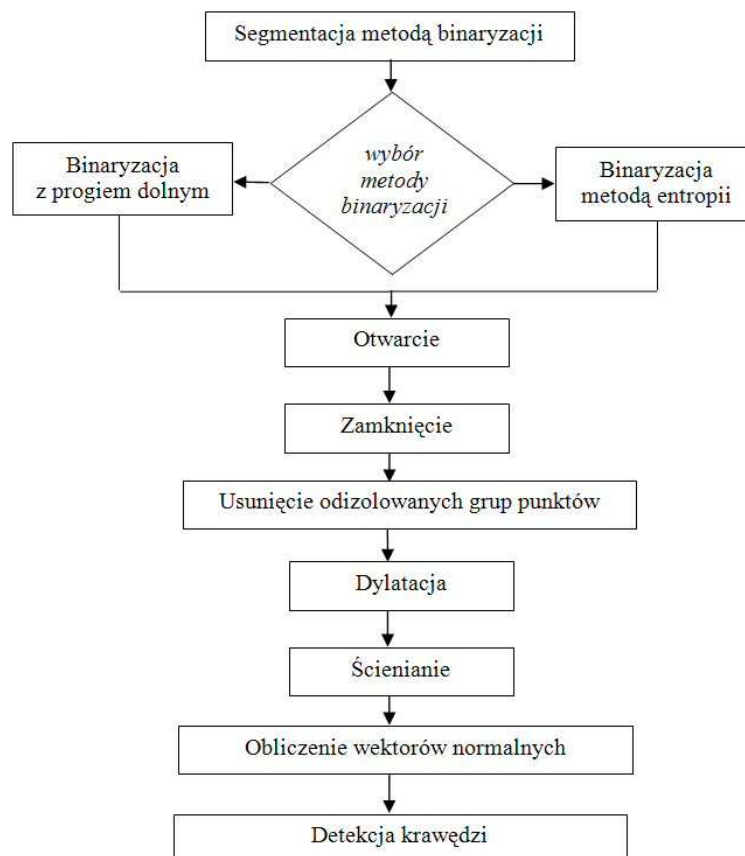 Segmentacja metodą binaryzacji
wybór
metody
binaryzacji
Binaryzacja
z progiem dolnym
Binaryzacja
metodą entropii
Otwarcie
Zamknięcie
Usunięcie odizolowanych grup punktów
Dylatacja
Ścienianie
Obliczenie wektorów normalnych
Detekcja krawędzi